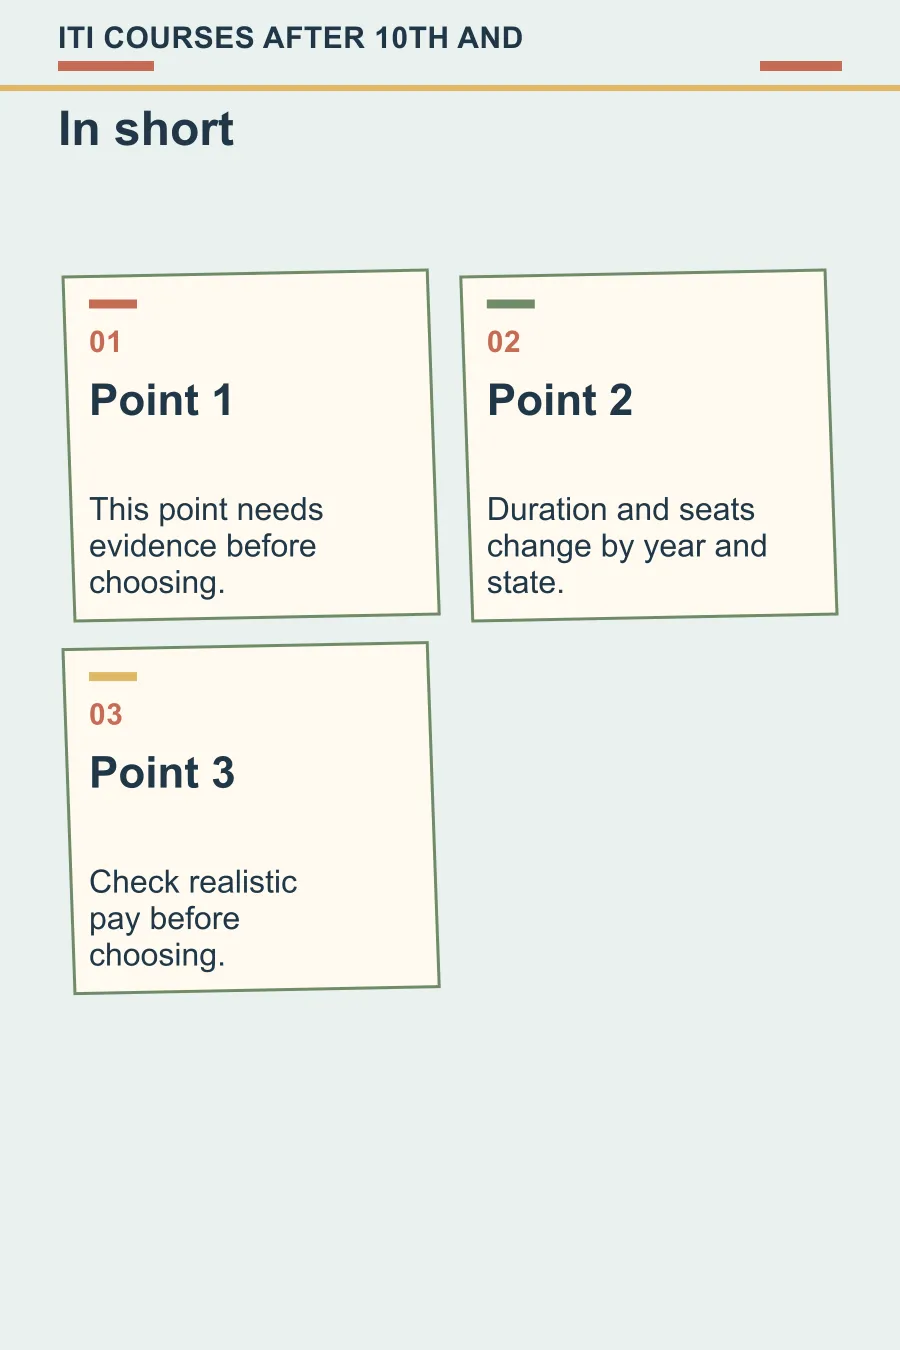 ITI COURSES AFTER 10TH AND
In short
01
Point 1
This point needs
evidence before
choosing.
02
Point 2
Duration and seats
change by year and
state.
03
Point 3
Check realistic
pay before
choosing.